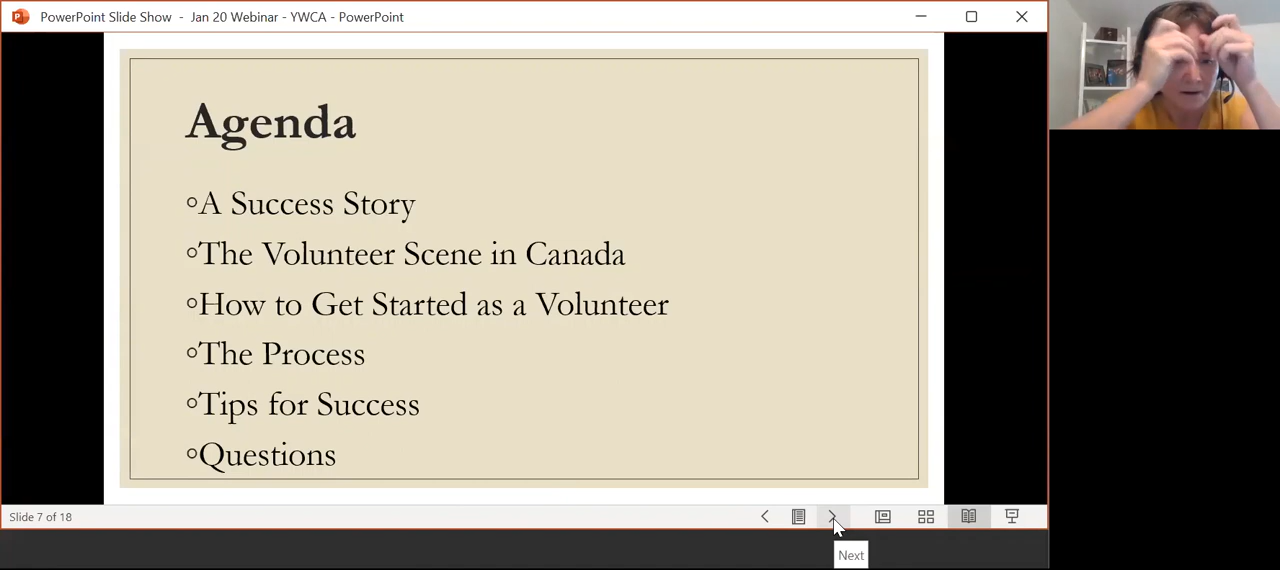 PowerPoint Slide Show - Jan 20 Webinar - YWCA - PowerPoint
Agenda
◦A Success Story
◦The Volunteer Scene in Canada
◦How to Get Started as a Volunteer
◦The Process
◦Tips for Success
◦Questions
Slide 7 of 18
Next